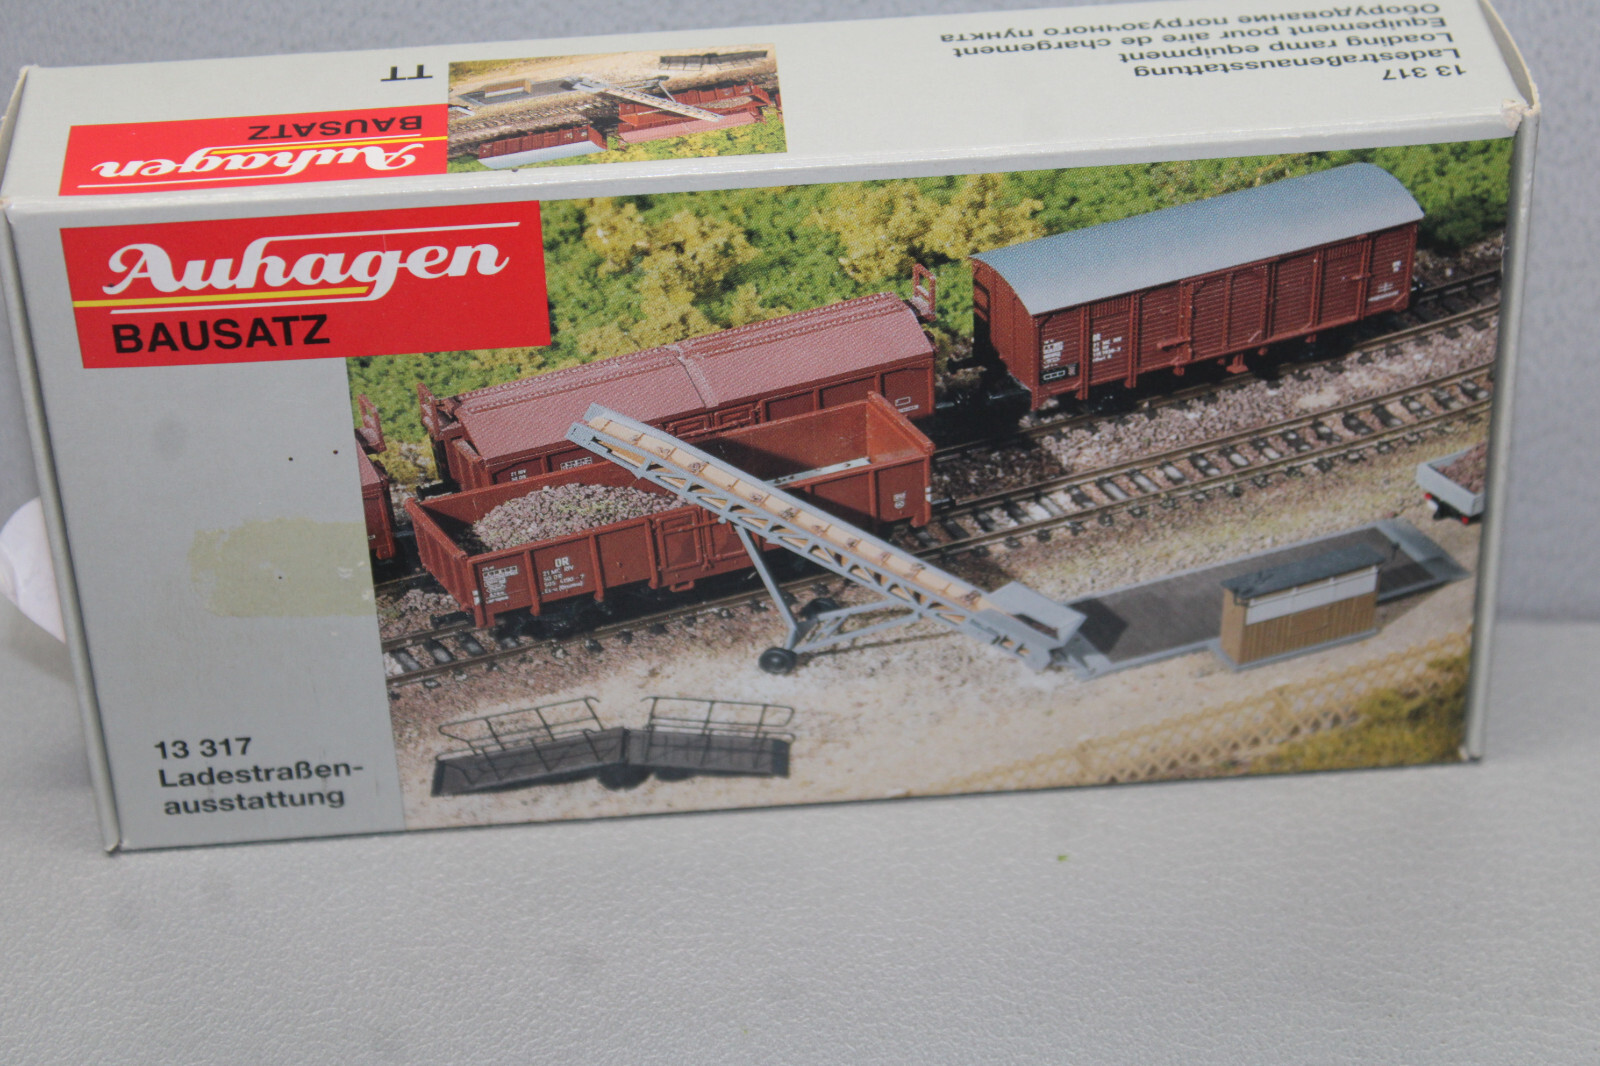 13 317
Ladestraßenausstattung
Loading ramp equipment
Equipement pour aire de chargement
Оборудование погрузочного пункта
TT
Auhagen
BAUSATZ
Auhagen
BAUSATZ
DR
13 317
Ladestraßen-
ausstattung